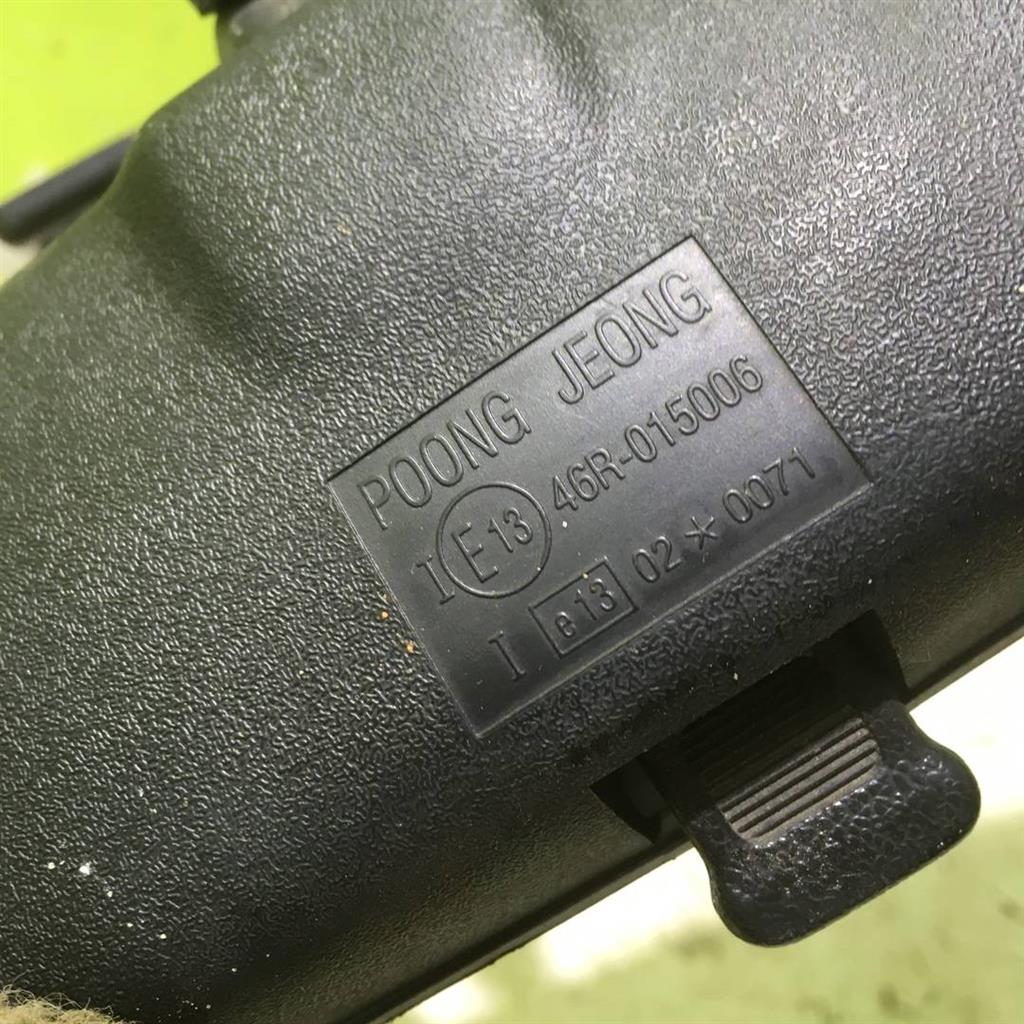 POONG JEONG
I E13 46R-015006
I e13 02*0071